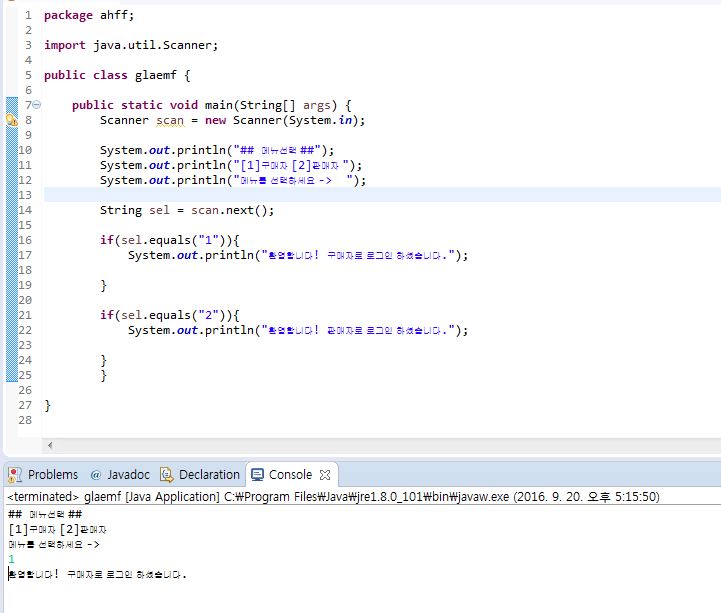 1 package ahff;
2
3 import java.util.Scanner;
4
5 public class glaemf {
6
7 public static void main(String[] args) {
8 Scanner scan = new Scanner(System.in);
9
10 System.out.println("## 메뉴선택 ##");
11 System.out.println("[1]구매자 [2]판매자 ");
12 System.out.println("메뉴를 선택하세요 -> ");
13
14 String sel = scan.next();
15
16 if(sel.equals("1")){
17 System.out.println("환영합니다! 구매자로 로그인 하셨습니다.");
18
19 }
20
21 if(sel.equals("2")){
22 System.out.println("환영합니다! 판매자로 로그인 하셨습니다.");
23
24 }
25 }
26
27 }
28
Problems @ Javadoc Declaration Console
<terminated> glaemf [Java Application] C:₩Program Files₩Java₩jre1.8.0_101₩bin₩javaw.exe (2016. 9. 20. 오후 5:15:50)
## 메뉴선택 ##
[1]구매자 [2]판매자
메뉴를 선택하세요 ->
1
환영합니다! 구매자로 로그인 하셨습니다.